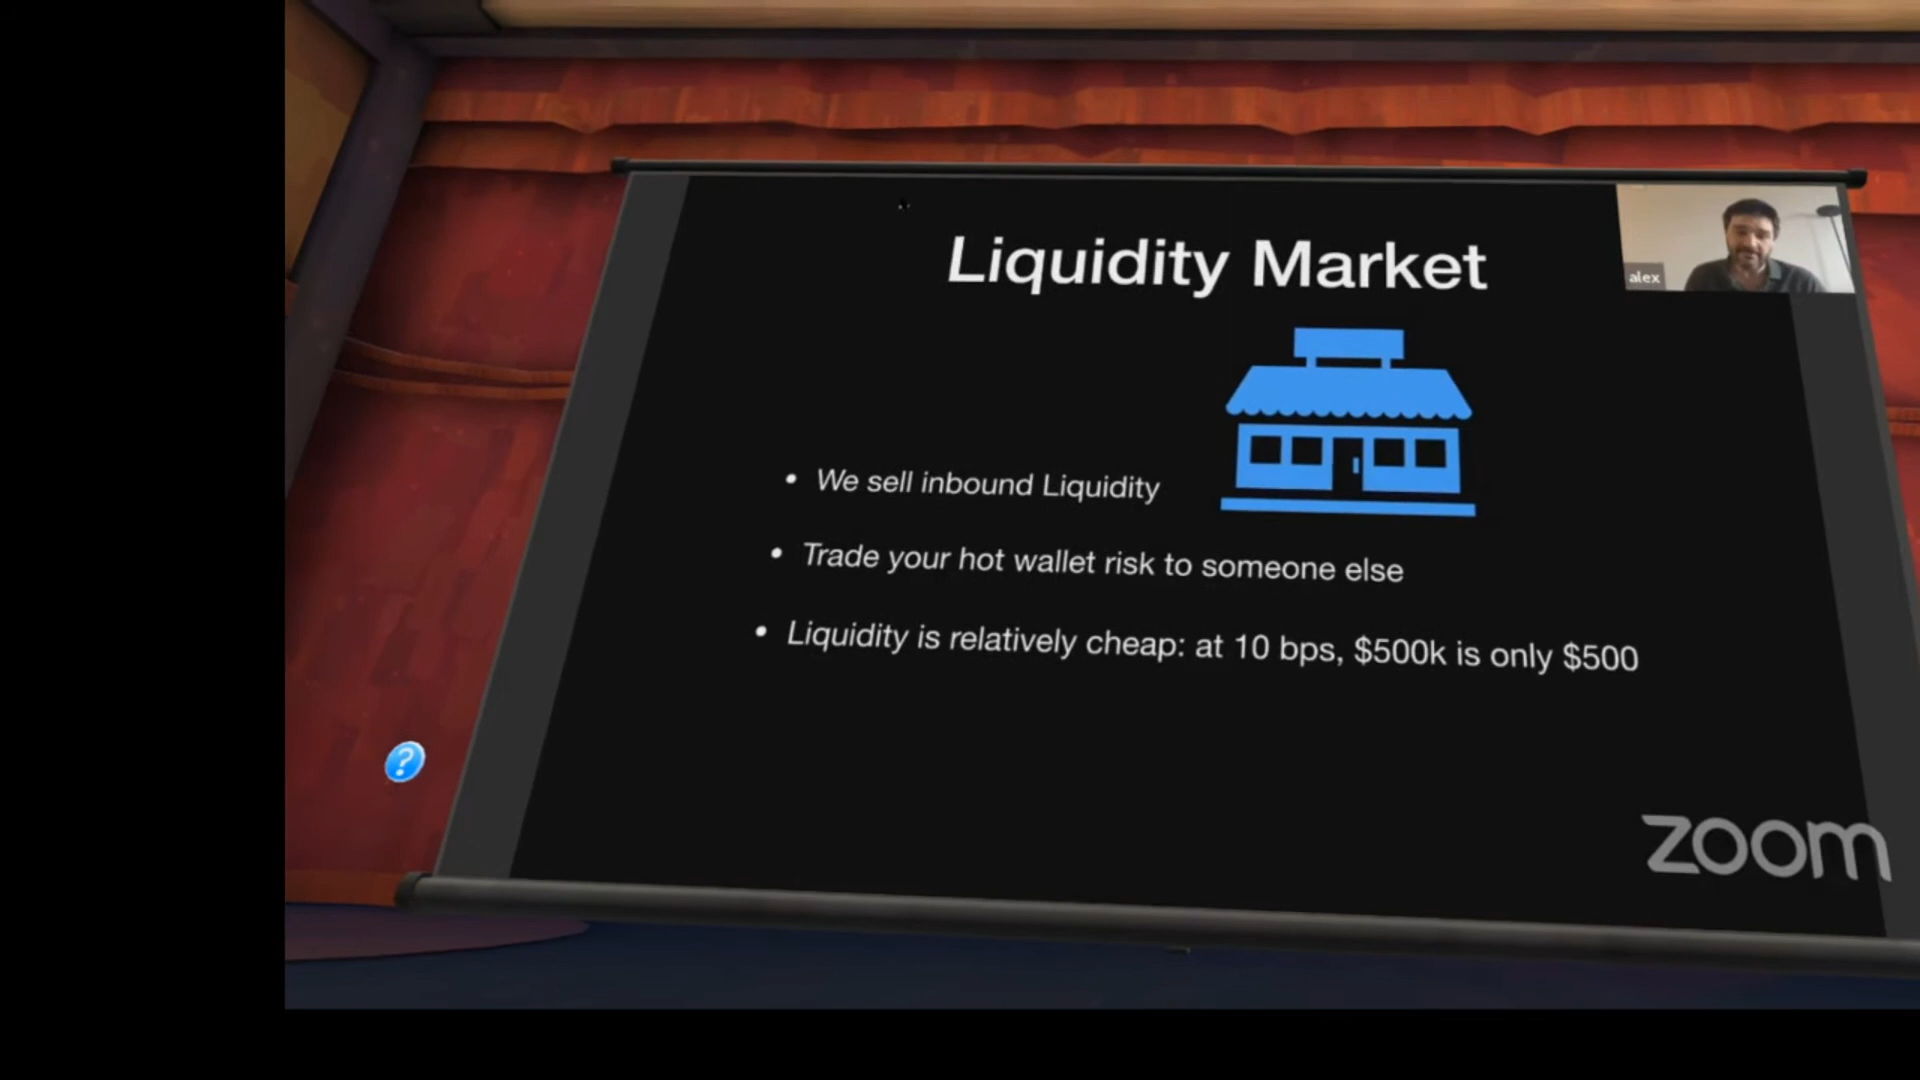 Liquidity Market
alex
• We sell inbound Liquidity
• Trade your hot wallet risk to someone else
• Liquidity is relatively cheap: at 10 bps, $500k is only $500
?
zoom